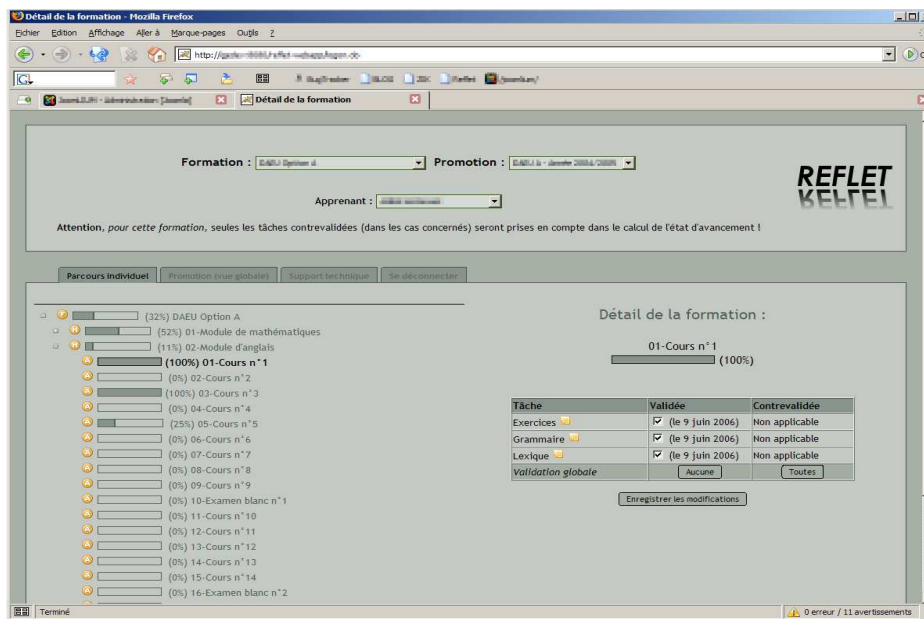 Détail de la formation - Mozilla Firefox
Fichier Edition Affichage Aller à Marque-pages Outils ?
http://
Détail de la formation
Formation : Promotion :
REFLET
Apprenant :
Attention, pour cette formation, seules les tâches contrevalidées (dans les cas concernés) seront prises en compte dans le calcul de l'état d'avancement !
Parcours individuel Promotion (vue globale) Support technique Se déconnecter
Détail de la formation :
(32%) DAEU Option A
(52%) 01-Module de mathématiques
(11%) 02-Module d'anglais
(100%) 01-Cours n°1
(0%) 02-Cours n°2
(100%) 03-Cours n°3
(0%) 04-Cours n°4
(25%) 05-Cours n°5
(0%) 06-Cours n°6
(0%) 07-Cours n°7
(0%) 08-Cours n°8
(0%) 09-Cours n°9
(0%) 10-Examen blanc n°1
(0%) 11-Cours n°10
(0%) 12-Cours n°11
(0%) 13-Cours n°12
(0%) 14-Cours n°13
(0%) 15-Cours n°14
(0%) 16-Examen blanc n°2
01-Cours n°1
(100%)
Tâche Validée Contrevalidée
Exercices (le 9 juin 2006) Non applicable
Grammaire (le 9 juin 2006) Non applicable
Lexique (le 9 juin 2006) Non applicable
Validation globale Aucune Toutes
Enregistrer les modifications
Terminé
0 erreur / 11 avertissements